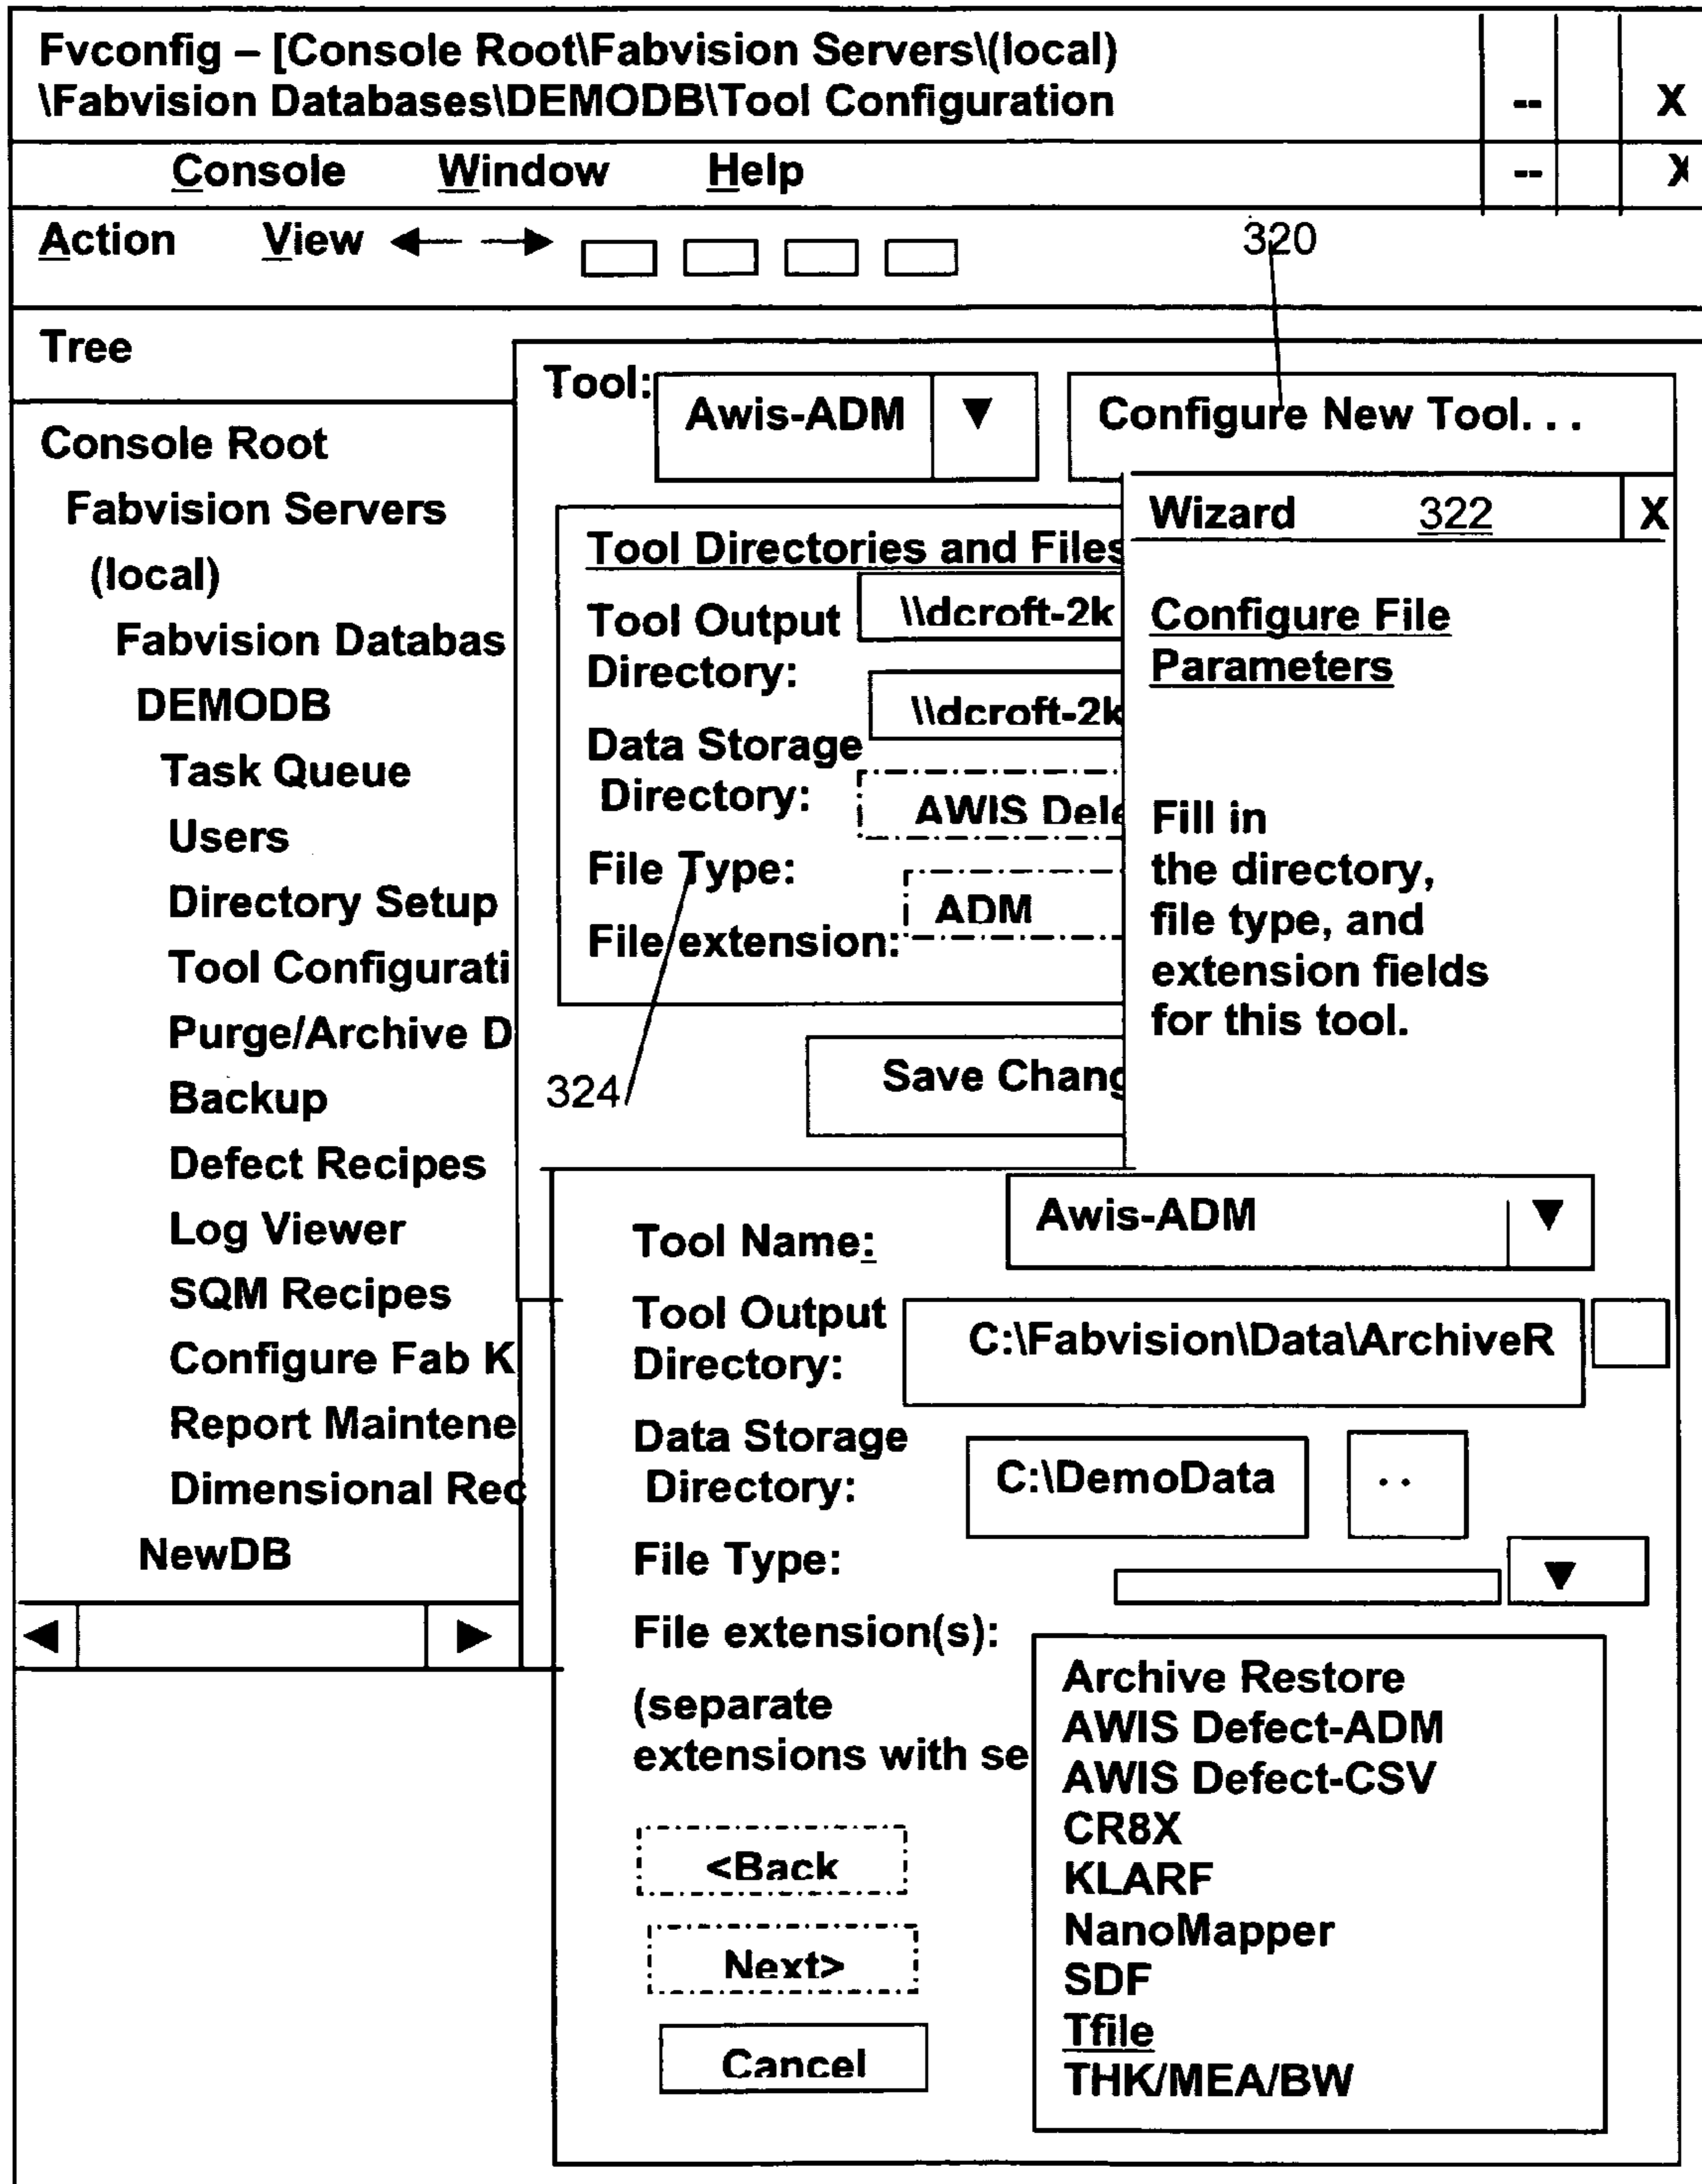 Fvconfig – [Console Root\Fabvision Servers\(local)
\Fabvision Databases\DEMODB\Tool Configuration
-- X
Console Window Help
-- X
Action View
320
Tree
Console Root
Fabvision Servers
(local)
Fabvision Databas
DEMODB
Task Queue
Users
Directory Setup
Tool Configurati
Purge/Archive D
Backup
Defect Recipes
Log Viewer
SQM Recipes
Configure Fab K
Report Maintene
Dimensional Rec
NewDB
Tool:
Awis-ADM
Configure New Tool. . .
Tool Directories and Files
Tool Output
Directory:
\\dcroft-2k
Data Storage
Directory:
\\dcroft-2k
File Type:
AWIS Defe
File extension:
ADM
324
Save Chang
Wizard 322 X
Configure File
Parameters
Fill in
the directory,
file type, and
extension fields
for this tool.
Tool Name:
Awis-ADM
Tool Output
Directory:
C:\Fabvision\Data\ArchiveR
Data Storage
Directory:
C:\DemoData
. .
File Type:
File extension(s):
(separate
extensions with se
Archive Restore
AWIS Defect-ADM
AWIS Defect-CSV
CR8X
KLARF
NanoMapper
SDF
Tfile
THK/MEA/BW
<Back
Next>
Cancel